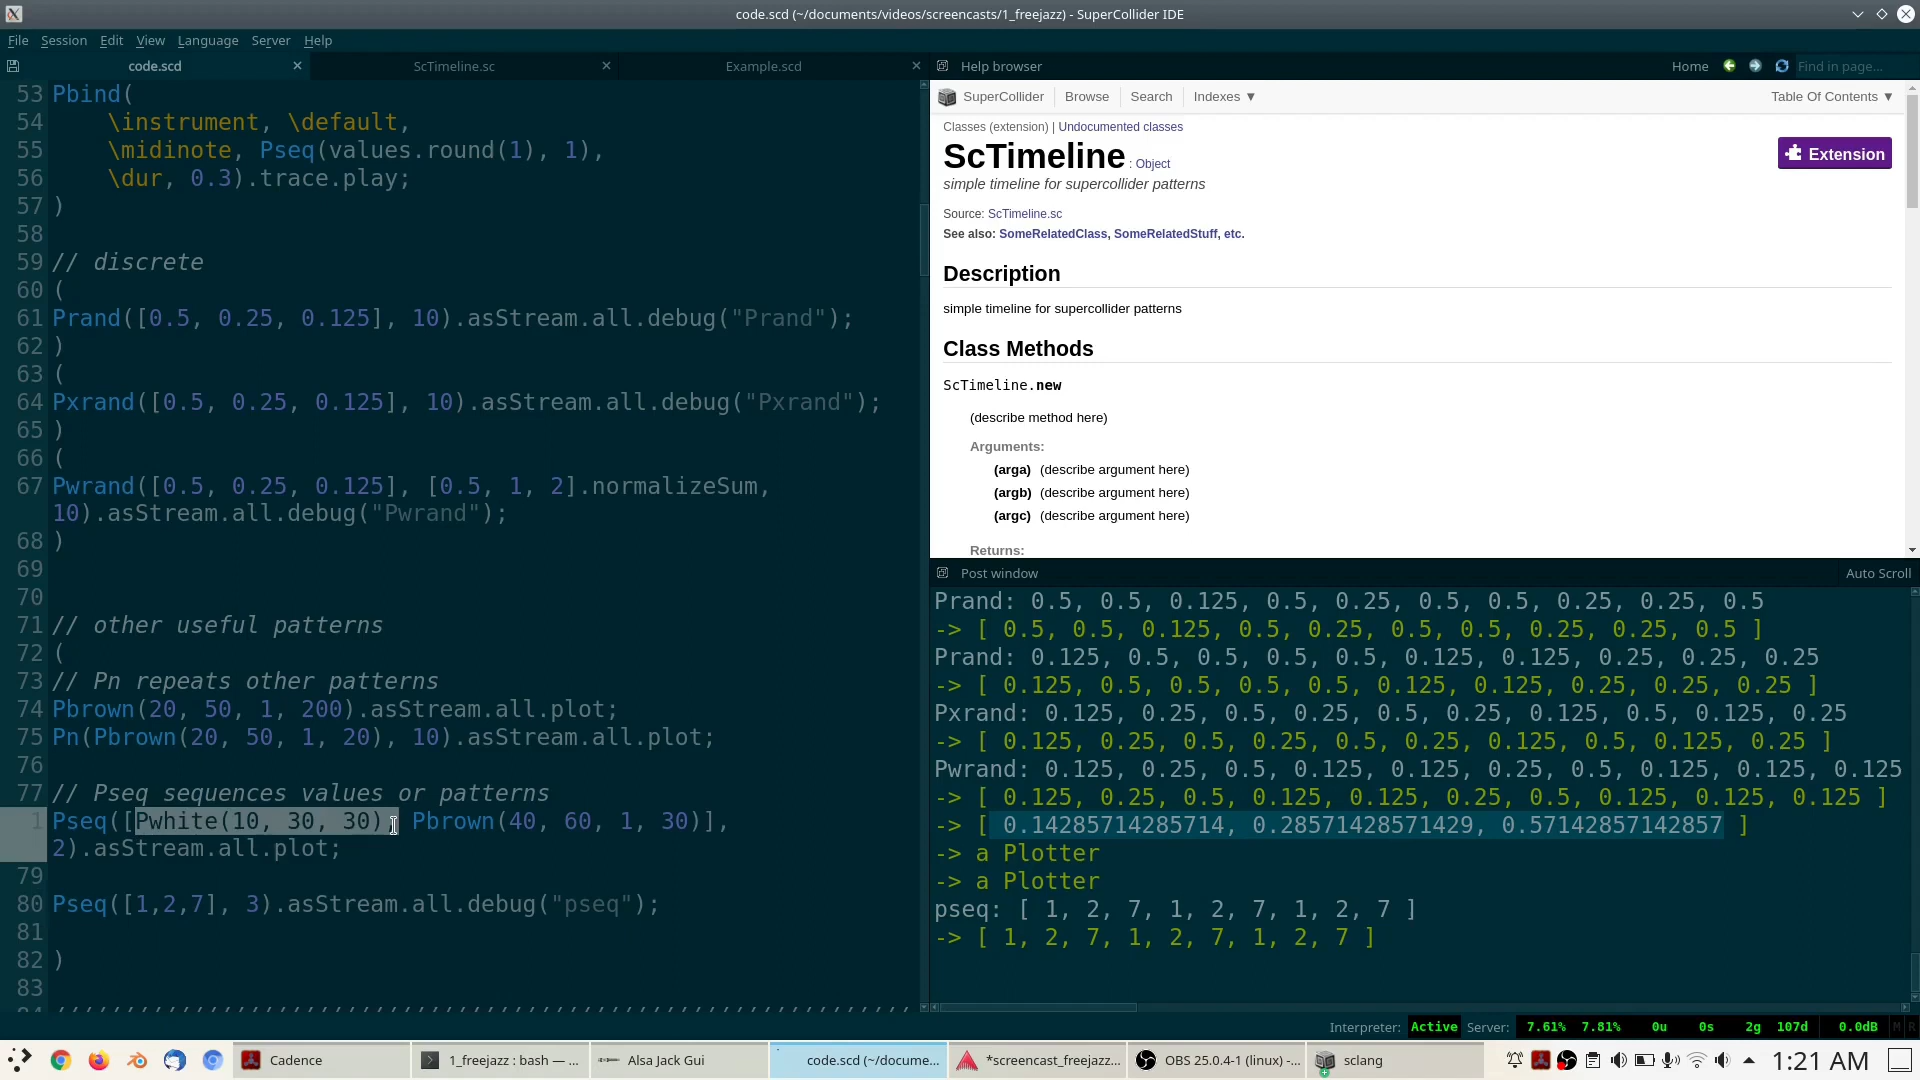 code.scd (~/documents/videos/screencasts/1_freejazz) - SuperCollider IDE
File Session Edit View Language Server Help
code.scd
ScTimeline.sc
Example.scd
53 Pbind(
54 \instrument, \default,
55 \midinote, Pseq(values.round(1), 1),
56 \dur, 0.3).trace.play;
57 )
58
59 // discrete
60 (
61 Prand([0.5, 0.25, 0.125], 10).asStream.all.debug("Prand");
62 )
63 (
64 Pxrand([0.5, 0.25, 0.125], 10).asStream.all.debug("Pxrand");
65 )
66 (
67 Pwrand([0.5, 0.25, 0.125], [0.5, 1, 2].normalizeSum,
10).asStream.all.debug("Pwrand");
68 )
69
70
71 // other useful patterns
72 (
73 // Pn repeats other patterns
74 Pbrown(20, 50, 1, 200).asStream.all.plot;
75 Pn(Pbrown(20, 50, 1, 20), 10).asStream.all.plot;
76
77 // Pseq sequences values or patterns
1 Pseq([Pwhite(10, 30, 30), Pbrown(40, 60, 1, 30)],
2).asStream.all.plot;
79
80 Pseq([1,2,7], 3).asStream.all.debug("pseq");
81
82 )
83
Help browser
Home
Find in page...
SuperCollider Browse Search Indexes ▼
Table Of Contents ▼
Classes (extension) | Undocumented classes
ScTimeline : Object
Extension
simple timeline for supercollider patterns
Source: ScTimeline.sc
See also: SomeRelatedClass, SomeRelatedStuff, etc.
Description
simple timeline for supercollider patterns
Class Methods
ScTimeline.new
(describe method here)
Arguments:
(arga) (describe argument here)
(argb) (describe argument here)
(argc) (describe argument here)
Returns:
Post window
Auto Scroll
Prand: 0.5, 0.5, 0.125, 0.5, 0.25, 0.5, 0.5, 0.25, 0.25, 0.5
-> [ 0.5, 0.5, 0.125, 0.5, 0.25, 0.5, 0.5, 0.25, 0.25, 0.5 ]
Prand: 0.125, 0.5, 0.5, 0.5, 0.5, 0.125, 0.125, 0.25, 0.25, 0.25
-> [ 0.125, 0.5, 0.5, 0.5, 0.5, 0.125, 0.125, 0.25, 0.25, 0.25 ]
Pxrand: 0.125, 0.25, 0.5, 0.25, 0.5, 0.25, 0.125, 0.5, 0.125, 0.25
-> [ 0.125, 0.25, 0.5, 0.25, 0.5, 0.25, 0.125, 0.5, 0.125, 0.25 ]
Pwrand: 0.125, 0.25, 0.5, 0.125, 0.125, 0.25, 0.5, 0.125, 0.125, 0.125
-> [ 0.125, 0.25, 0.5, 0.125, 0.125, 0.25, 0.5, 0.125, 0.125, 0.125 ]
-> [ 0.14285714285714, 0.28571428571429, 0.57142857142857 ]
-> a Plotter
-> a Plotter
pseq: [ 1, 2, 7, 1, 2, 7, 1, 2, 7 ]
-> [ 1, 2, 7, 1, 2, 7, 1, 2, 7 ]
Interpreter: Active Server: 7.61% 7.81% 0u 0s 2g 107d 0.0dB M R
Cadence
1_freejazz : bash — ...
Alsa Jack Gui
code.scd (~/docume...
*screencast_freejazz...
OBS 25.0.4-1 (linux) -...
sclang
1:21 AM